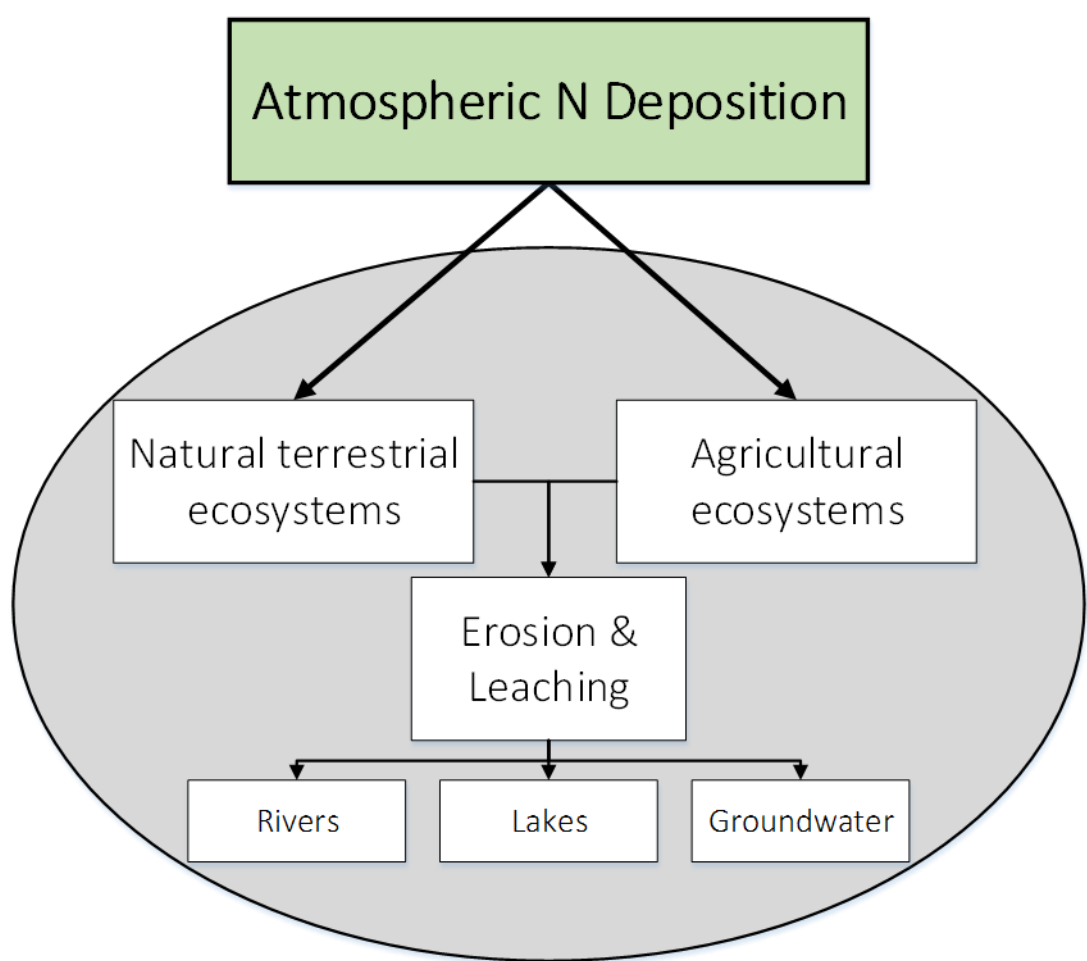 Atmospheric N Deposition
Natural terrestrial
ecosystems
Agricultural
ecosystems
Erosion &
Leaching
Rivers
Lakes
Groundwater